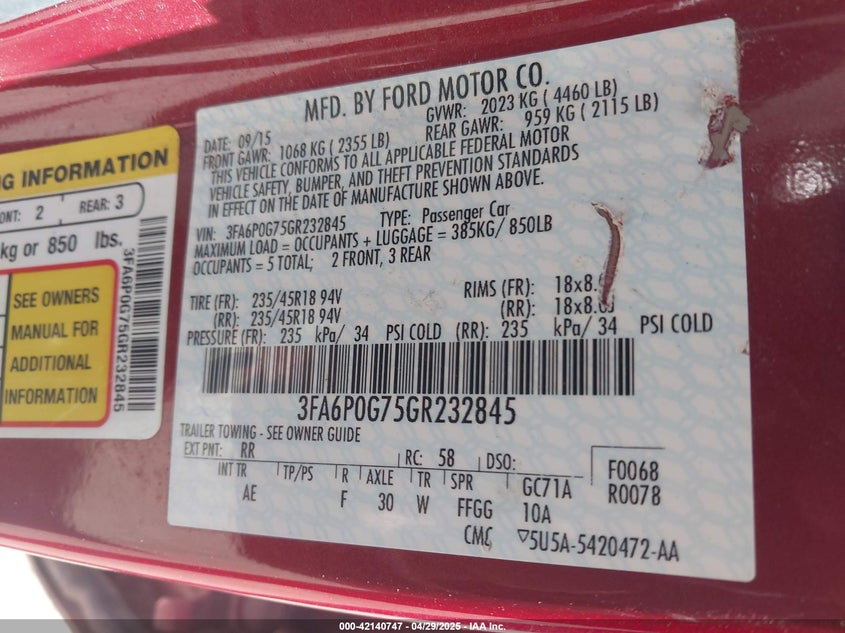 NG INFORMATION
ONT: 2 REAR: 3
kg or 850 lbs.
SEE OWNERS
MANUAL FOR
ADDITIONAL
INFORMATION
3FA6P0G75GR232845
MFD. BY FORD MOTOR CO.
DATE: 09/15 GVWR: 2023 KG ( 4460 LB)
FRONT GAWR: 1068 KG ( 2355 LB) REAR GAWR: 959 KG ( 2115 LB)
THIS VEHICLE CONFORMS TO ALL APPLICABLE FEDERAL MOTOR
VEHICLE SAFETY, BUMPER, AND THEFT PREVENTION STANDARDS
IN EFFECT ON THE DATE OF MANUFACTURE SHOWN ABOVE.
VIN: 3FA6P0G75GR232845 TYPE: Passenger Car
MAXIMUM LOAD = OCCUPANTS + LUGGAGE = 385KG/ 850LB
OCCUPANTS = 5 TOTAL; 2 FRONT, 3 REAR
TIRE (FR): 235/45R18 94V RIMS (FR): 18x8.
(RR): 235/45R18 94V (RR): 18x8.
PRESSURE (FR): 235 kPa/ 34 PSI COLD (RR): 235 kPa/ 34 PSI COLD
3FA6P0G75GR232845
TRAILER TOWING - SEE OWNER GUIDE
EXT PNT: RR RC: 58 DSO: F0068
INT TR TP/PS R AXLE TR SPR GC71A R0078
AE F 30 W FFGG 10A
CMC ▽5U5A-5420472-AA
000-42140747 - 04/29/2025 - IAA Inc.